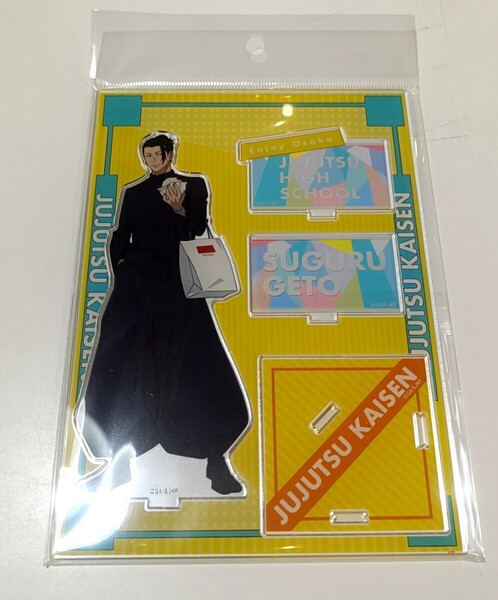 Enjoy Osaka
JUJUTSU
HIGH
SCHOOL
SUGURU
GETO
JUJUTSU KAISEN
JUJUTSU KAISEN
JUJUTSU KAISEN